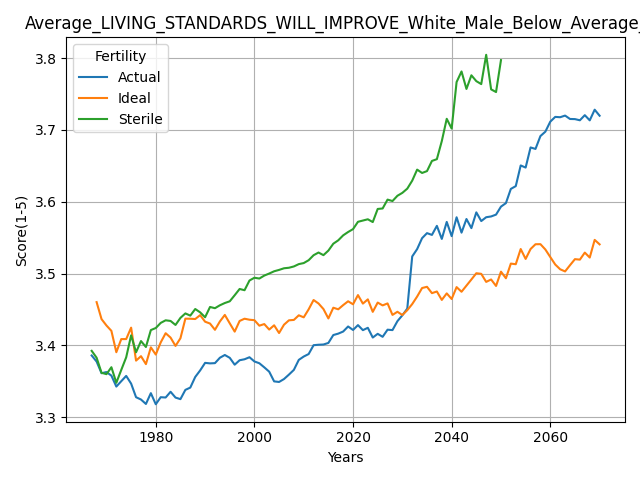 Average_LIVING_STANDARDS_WILL_IMPROVE_White_Male_Below_Average_
Fertility
Actual
Ideal
Sterile
3.8
3.7
3.6
3.5
3.4
3.3
Score(1-5)
1980 2000 2020 2040 2060
Years